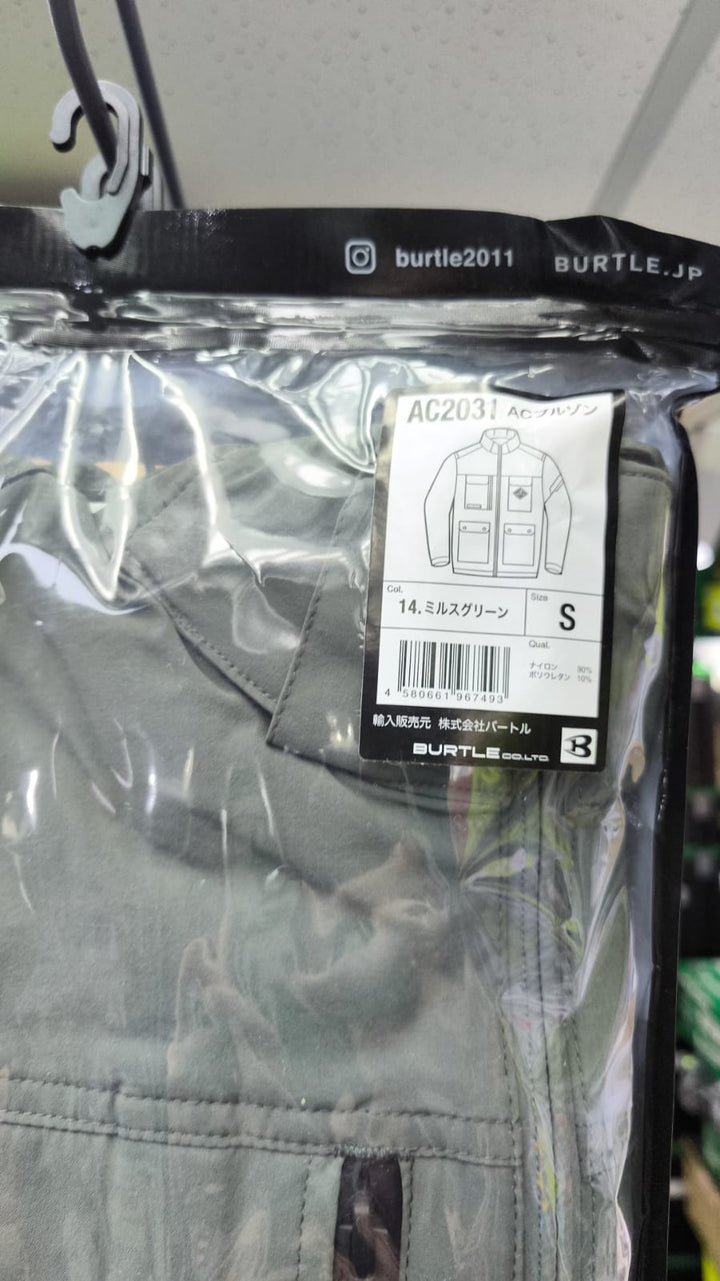 burtle2011
BURTLE.JP
AC2031 ACブルゾン
Col.
14.ミルスグリーン
Size
S
Qual.
ナイロン 90%
ポリウレタン 10%
4 580661 967493
輸入販売元 株式会社バートル
BURTLE CO.LTD.
B